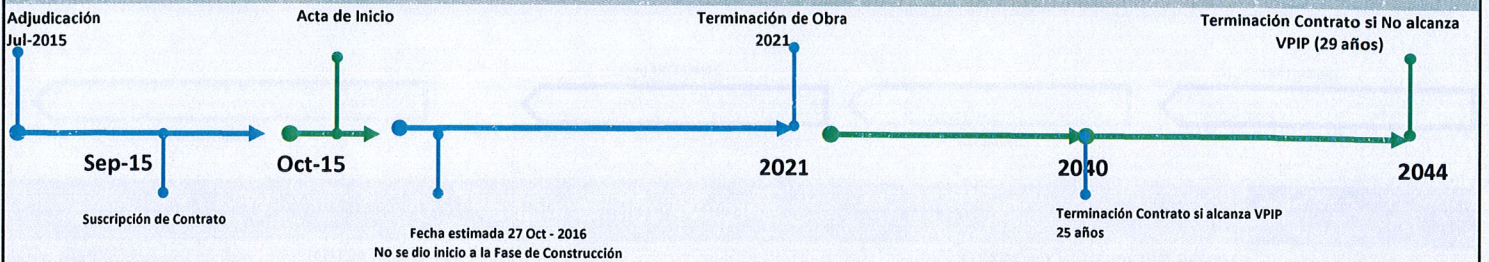 Adjudicación
Jul-2015
Acta de Inicio
Terminación de Obra
2021
Terminación Contrato si No alcanza
VPIP (29 años)
Sep-15
Oct-15
2021
2040
2044
Suscripción de Contrato
Fecha estimada 27 Oct - 2016
No se dio inicio a la Fase de Construcción
Terminación Contrato si alcanza VPIP
25 años